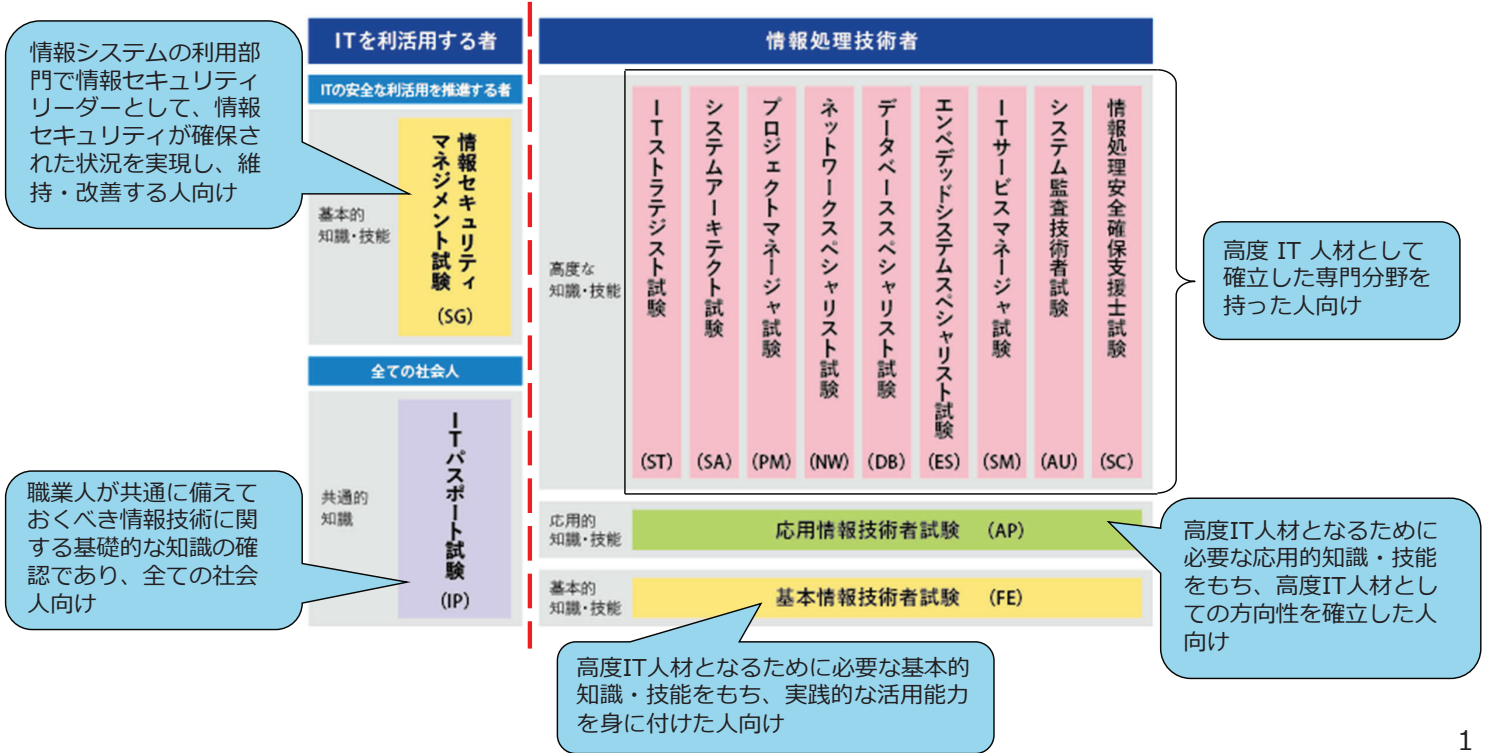 情報システムの利用部
門で情報セキュリティ
リーダーとして、情報
セキュリティが確保さ
れた状況を実現し、維
持・改善する人向け
ITを利活用する者
ITの安全な利活用を推進する者
基本的
知識・技能
情報セキュリティ
マネジメント試験
(SG)
全ての社会人
共通的
知識
ITパスポート試験
(IP)
職業人が共通に備えて
おくべき情報技術に関
する基礎的な知識の確
認であり、全ての社会
人向け
情報処理技術者
高度な
知識・技能
ITストラテジスト試験
(ST)
システムアーキテクト試験
(SA)
プロジェクトマネージャ試験
(PM)
ネットワークスペシャリスト試験
(NW)
データベーススペシャリスト試験
(DB)
エンベデッドシステムスペシャリスト試験
(ES)
ITサービスマネージャ試験
(SM)
システム監査技術者試験
(AU)
情報処理安全確保支援士試験
(SC)
高度 IT 人材として
確立した専門分野を
持った人向け
応用的
知識・技能
応用情報技術者試験 (AP)
高度IT人材となるために
必要な応用的知識・技能
をもち、高度IT人材とし
ての方向性を確立した人
向け
基本的
知識・技能
基本情報技術者試験 (FE)
高度IT人材となるために必要な基本的
知識・技能をもち、実践的な活用能力
を身に付けた人向け
1